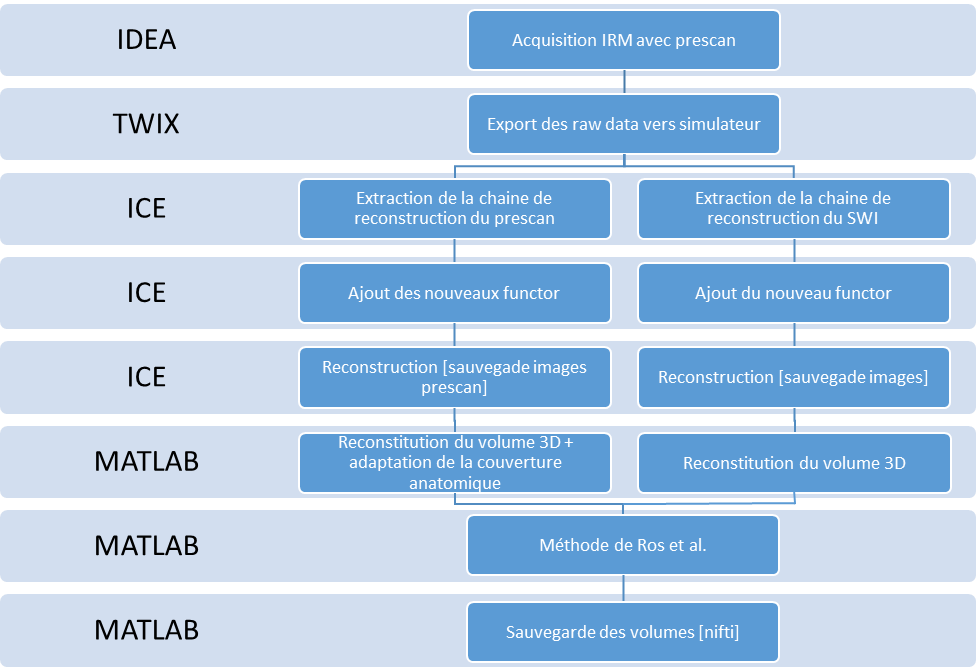 IDEA
Acquisition IRM avec prescan
TWIX
Export des raw data vers simulateur
ICE
Extraction de la chaine de
reconstruction du prescan
Extraction de la chaine de
reconstruction du SWI
ICE
Ajout des nouveaux functor
Ajout du nouveau functor
ICE
Reconstruction [sauvegade images
prescan]
Reconstruction [sauvegade images]
MATLAB
Reconstitution du volume 3D +
adaptation de la couverture
anatomique
Reconstitution du volume 3D
MATLAB
Méthode de Ros et al.
MATLAB
Sauvegarde des volumes [nifti]